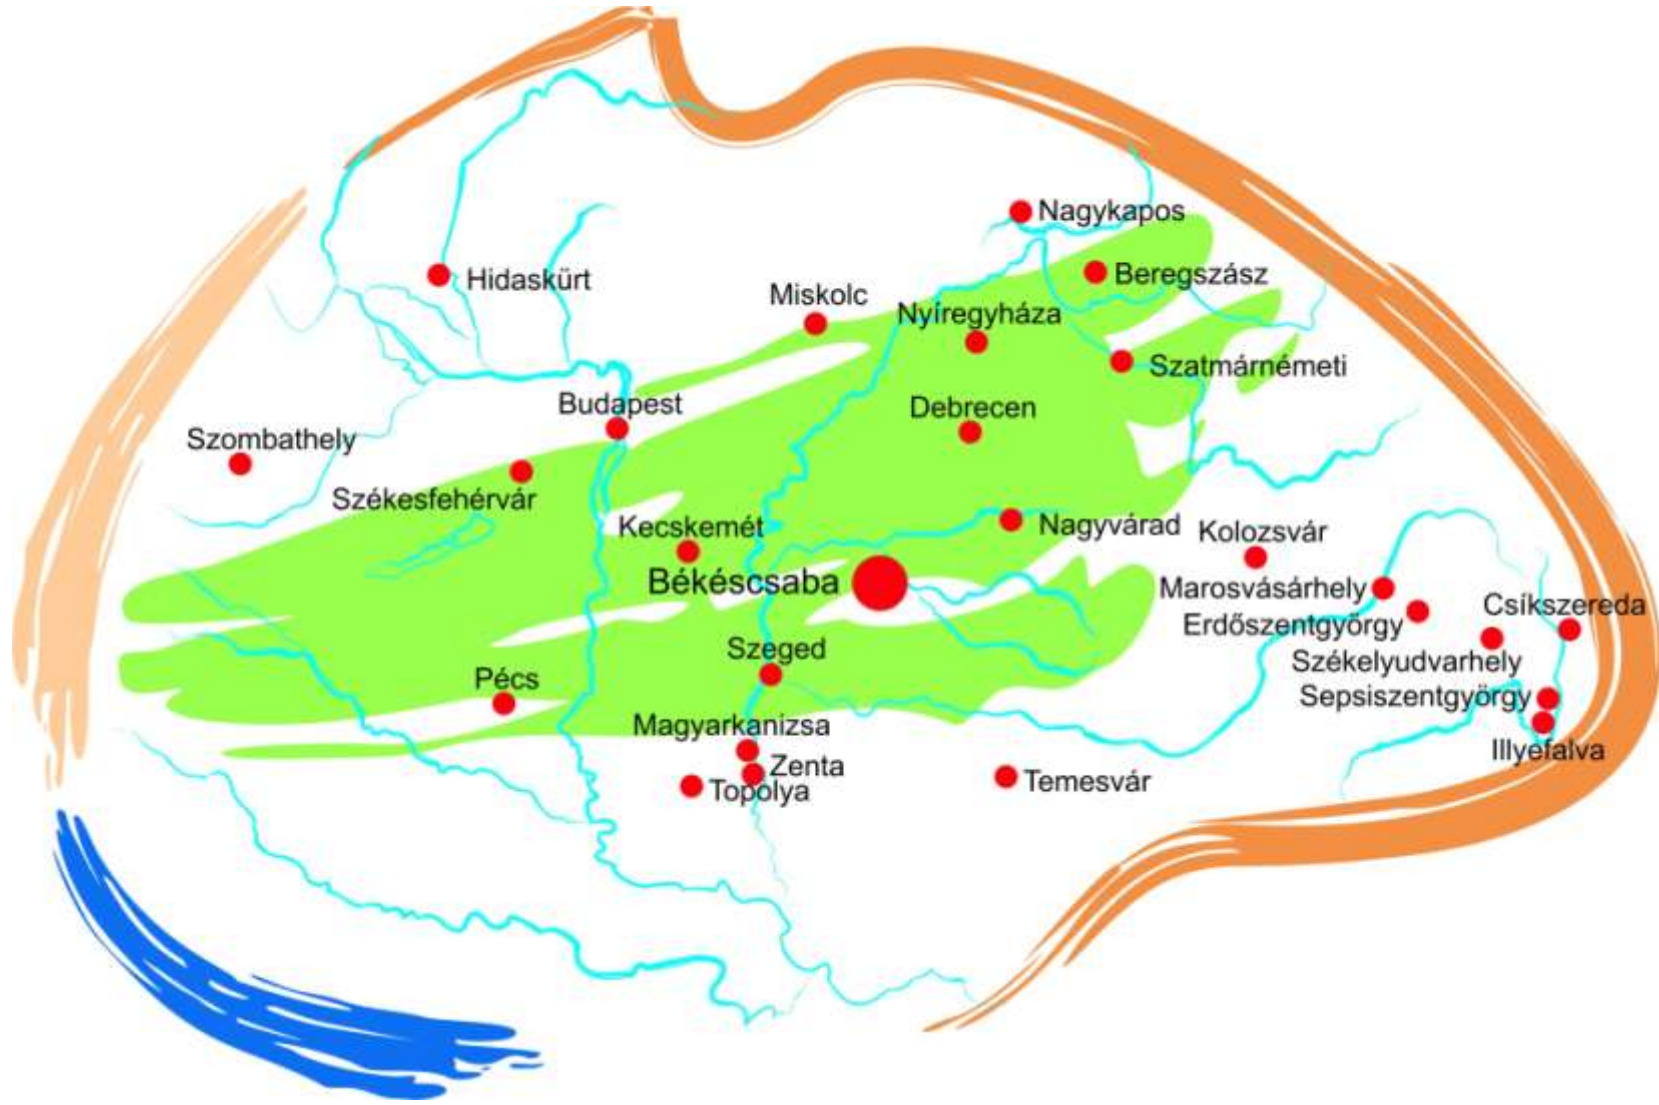 Nagykapos
Beregszász
Hidaskürt
Miskolc
Nyíregyháza
Szatmárnémeti
Budapest
Debrecen
Szombathely
Székesfehérvár
Kecskemét
Nagyvárad
Kolozsvár
Békéscsaba
Marosvásárhely
Csíkszereda
Erdőszentgyörgy
Szeged
Székelyudvarhely
Pécs
Sepsiszentgyörgy
Magyarkanizsa
Illyefalva
Zenta
Temesvár
Topolya